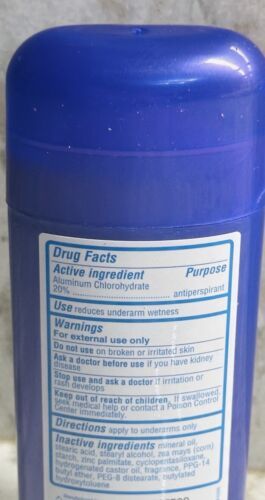 Drug Facts
Active ingredient Purpose
Aluminum Chlorohydrate
20% ........................ antiperspirant
Use reduces underarm wetness
Warnings
For external use only
Do not use on broken or irritated skin
Ask a doctor before use if you have kidney
disease
Stop use and ask a doctor if irritation or
rash develops
Keep out of reach of children. If swallowed,
seek medical help or contact a Poison Control
Center immediately.
Directions apply to underarms only
Inactive ingredients mineral oil,
stearic acid, stearyl alcohol, zea mays (corn)
starch, zinc palmitate, cyclopentasiloxane,
hydrogenated castor oil, fragrance, PPG-14
butyl ether, PEG-8 distearate, butylated
hydroxytoluene